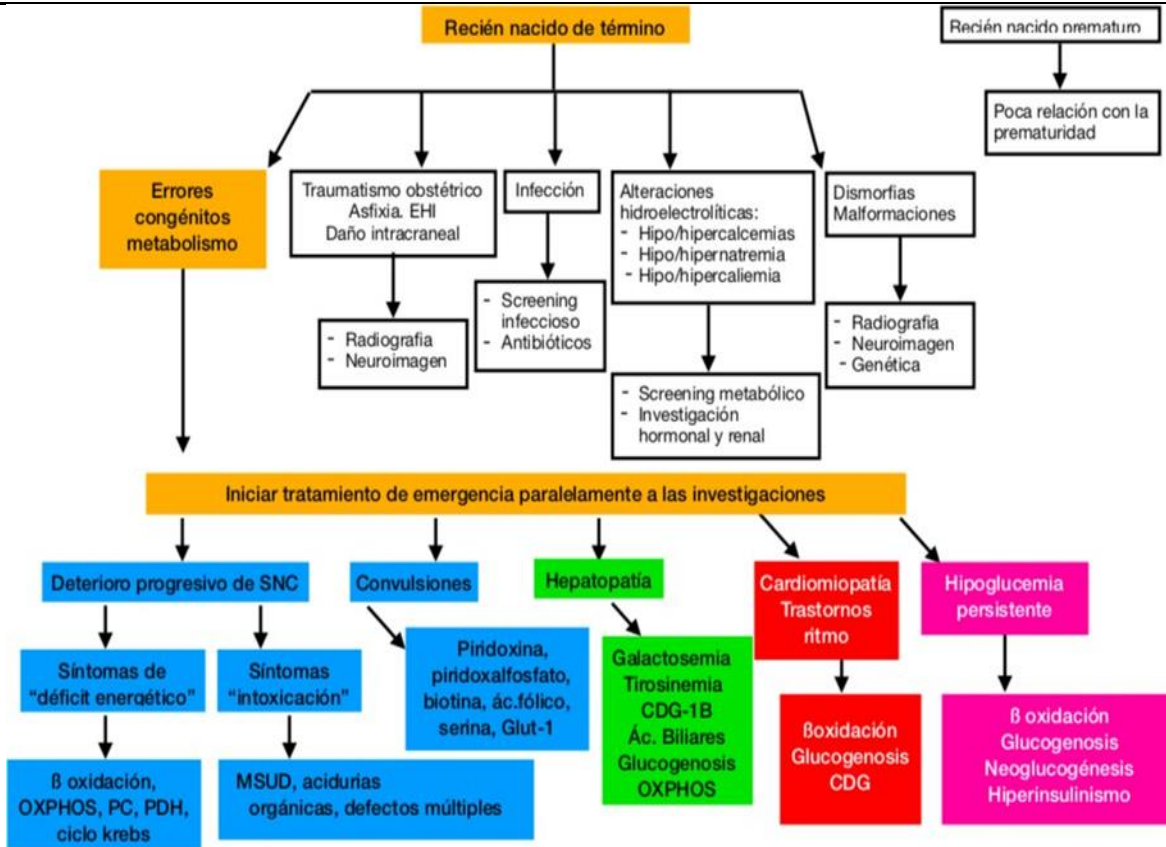 Recién nacido de término
Recién nacido prematuro
Poca relación con la
prematuridad
Errores
congénitos
metabolismo
Traumatismo obstétrico
Asfixia. EHI
Daño intracraneal
Infección
Alteraciones
hidroelectrolíticas:
- Hipo/hipercalcemias
- Hipo/hipernatremia
- Hipo/hipercaliemia
Dismorfias
Malformaciones
- Radiografia
- Neuroimagen
- Screening
infeccioso
- Antibióticos
- Screening metabólico
- Investigación
hormonal y renal
- Radiografia
- Neuroimagen
- Genética
Iniciar tratamiento de emergencia paralelamente a las investigaciones
Deterioro progresivo de SNC
Convulsiones
Hepatopatía
Cardiomiopatía
Trastornos
ritmo
Hipoglucemia
persistente
Síntomas de
"déficit energético"
Síntomas
"intoxicación"
Piridoxina,
piridoxalfosfato,
biotina, ác.fólico,
serina, Glut-1
Galactosemia
Tirosinemia
CDG-1B
Ác. Biliares
Glucogenosis
OXPHOS
ßoxidación
Glucogenosis
CDG
ß oxidación
Glucogenosis
Neoglucogénesis
Hiperinsulinismo
ß oxidación,
OXPHOS, PC, PDH,
ciclo krebs
MSUD, acidurias
orgánicas, defectos múltiples